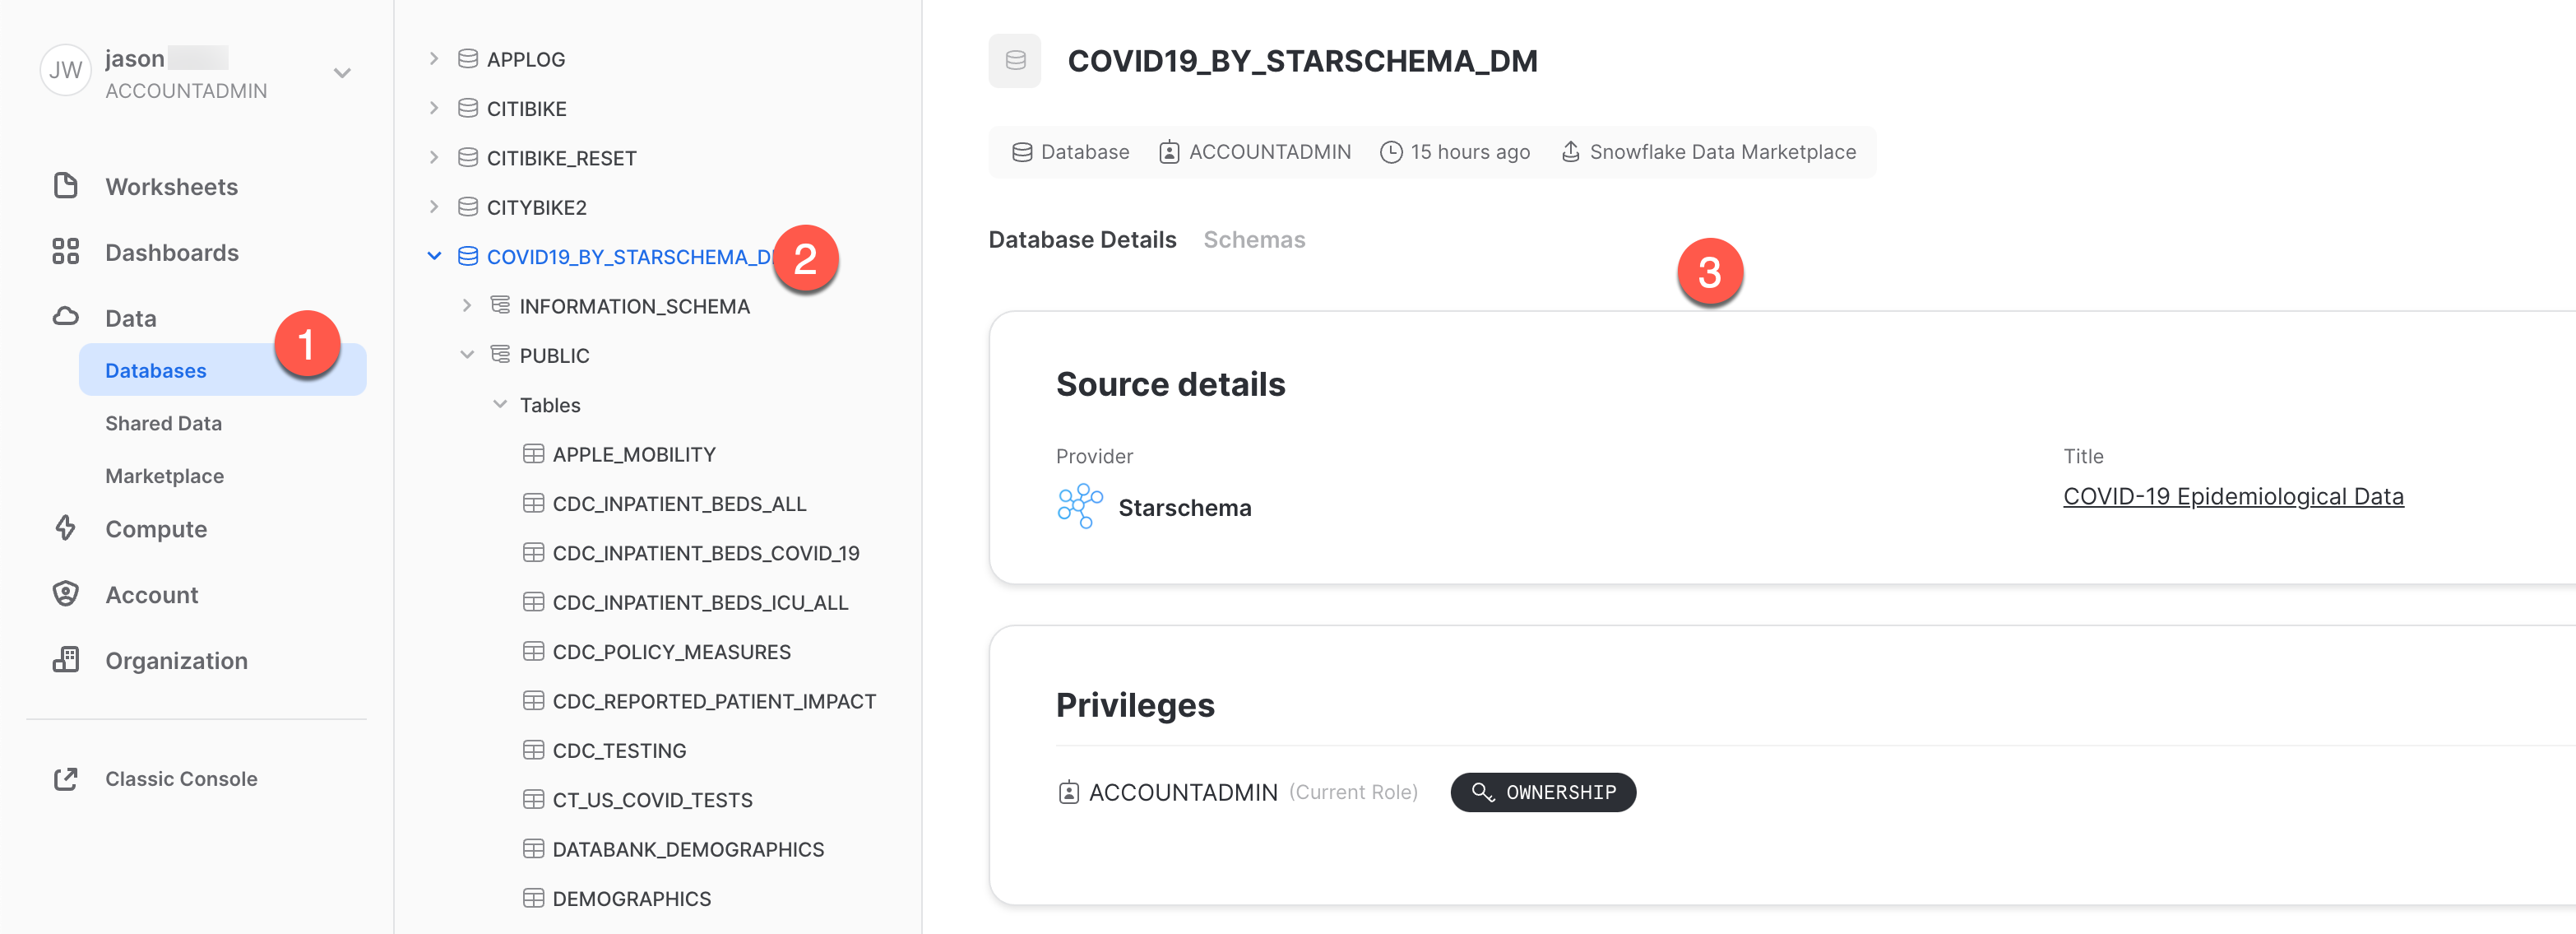 JW
jason
ACCOUNTADMIN
Worksheets
Dashboards
Data
1
Databases
Shared Data
Marketplace
Compute
Account
Organization
Classic Console
APPLOG
CITIBIKE
CITIBIKE_RESET
CITYBIKE2
COVID19_BY_STARSCHEMA_D
2
INFORMATION_SCHEMA
PUBLIC
Tables
APPLE_MOBILITY
CDC_INPATIENT_BEDS_ALL
CDC_INPATIENT_BEDS_COVID_19
CDC_INPATIENT_BEDS_ICU_ALL
CDC_POLICY_MEASURES
CDC_REPORTED_PATIENT_IMPACT
CDC_TESTING
CT_US_COVID_TESTS
DATABANK_DEMOGRAPHICS
DEMOGRAPHICS
COVID19_BY_STARSCHEMA_DM
Database ACCOUNTADMIN 15 hours ago Snowflake Data Marketplace
Database Details Schemas
3
Source details
Provider
Starschema
Title
COVID-19 Epidemiological Data
Privileges
ACCOUNTADMIN (Current Role) OWNERSHIP